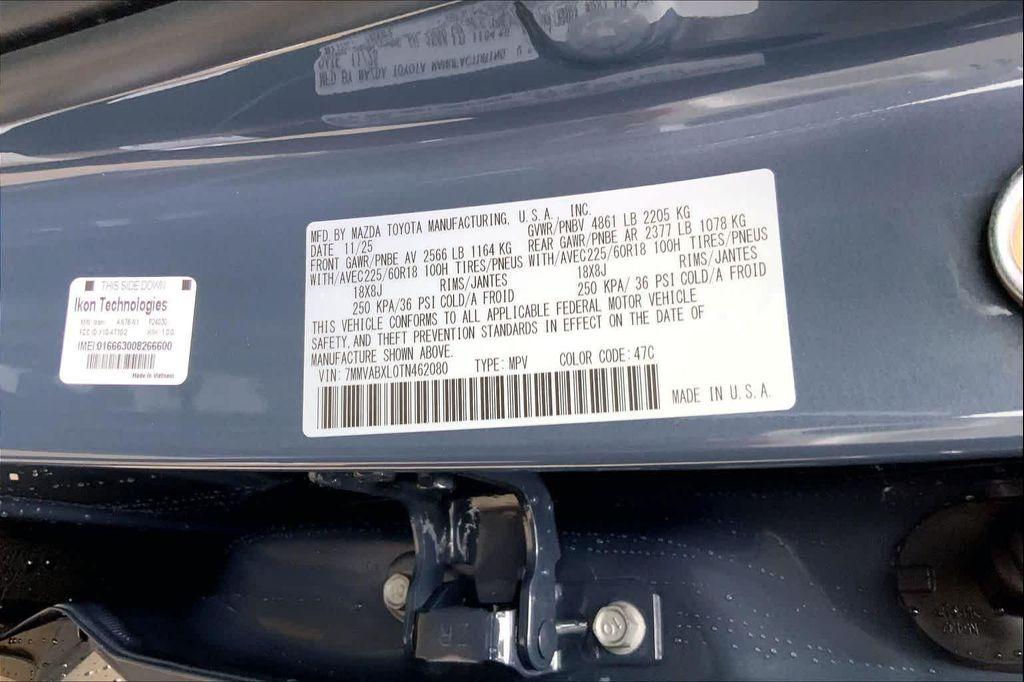 THIS SIDE DOWN
Ikon Technologies
IMEI:016663008266600
Made in Vietnam
MFD. BY MAZDA TOYOTA MANUFACTURING, U.S.A., INC.
DATE 11/25 GVWR/PNBV 4861 LB 2205 KG
FRONT GAWR/PNBE AV 2566 LB 1164 KG REAR GAWR/PNBE AR 2377 LB 1078 KG
WITH/AVEC225/60R18 100H TIRES/PNEUS WITH/AVEC225/60R18 100H TIRES/PNEUS
18X8J RIMS/JANTES 18X8J RIMS/JANTES
250 KPA/36 PSI COLD/A FROID 250 KPA/ 36 PSI COLD/A FROID
THIS VEHICLE CONFORMS TO ALL APPLICABLE FEDERAL MOTOR VEHICLE
SAFETY, AND THEFT PREVENTION STANDARDS IN EFFECT ON THE DATE OF
MANUFACTURE SHOWN ABOVE.
VIN: 7MMVABXL0TN462080 TYPE: MPV COLOR CODE: 47C
MADE IN U.S.A.